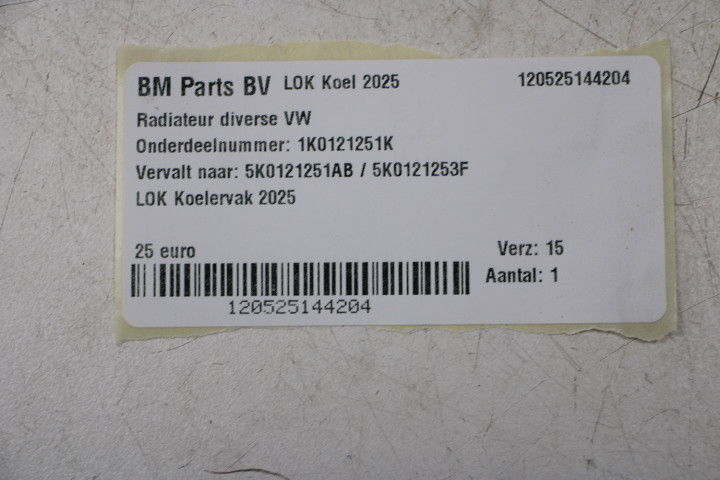 BM Parts BV LOK Koel 2025 120525144204
Radiateur diverse VW
Onderdeelnummer: 1K0121251K
Vervalt naar: 5K0121251AB / 5K0121253F
LOK Koelervak 2025
25 euro Verz: 15
Aantal: 1
120525144204